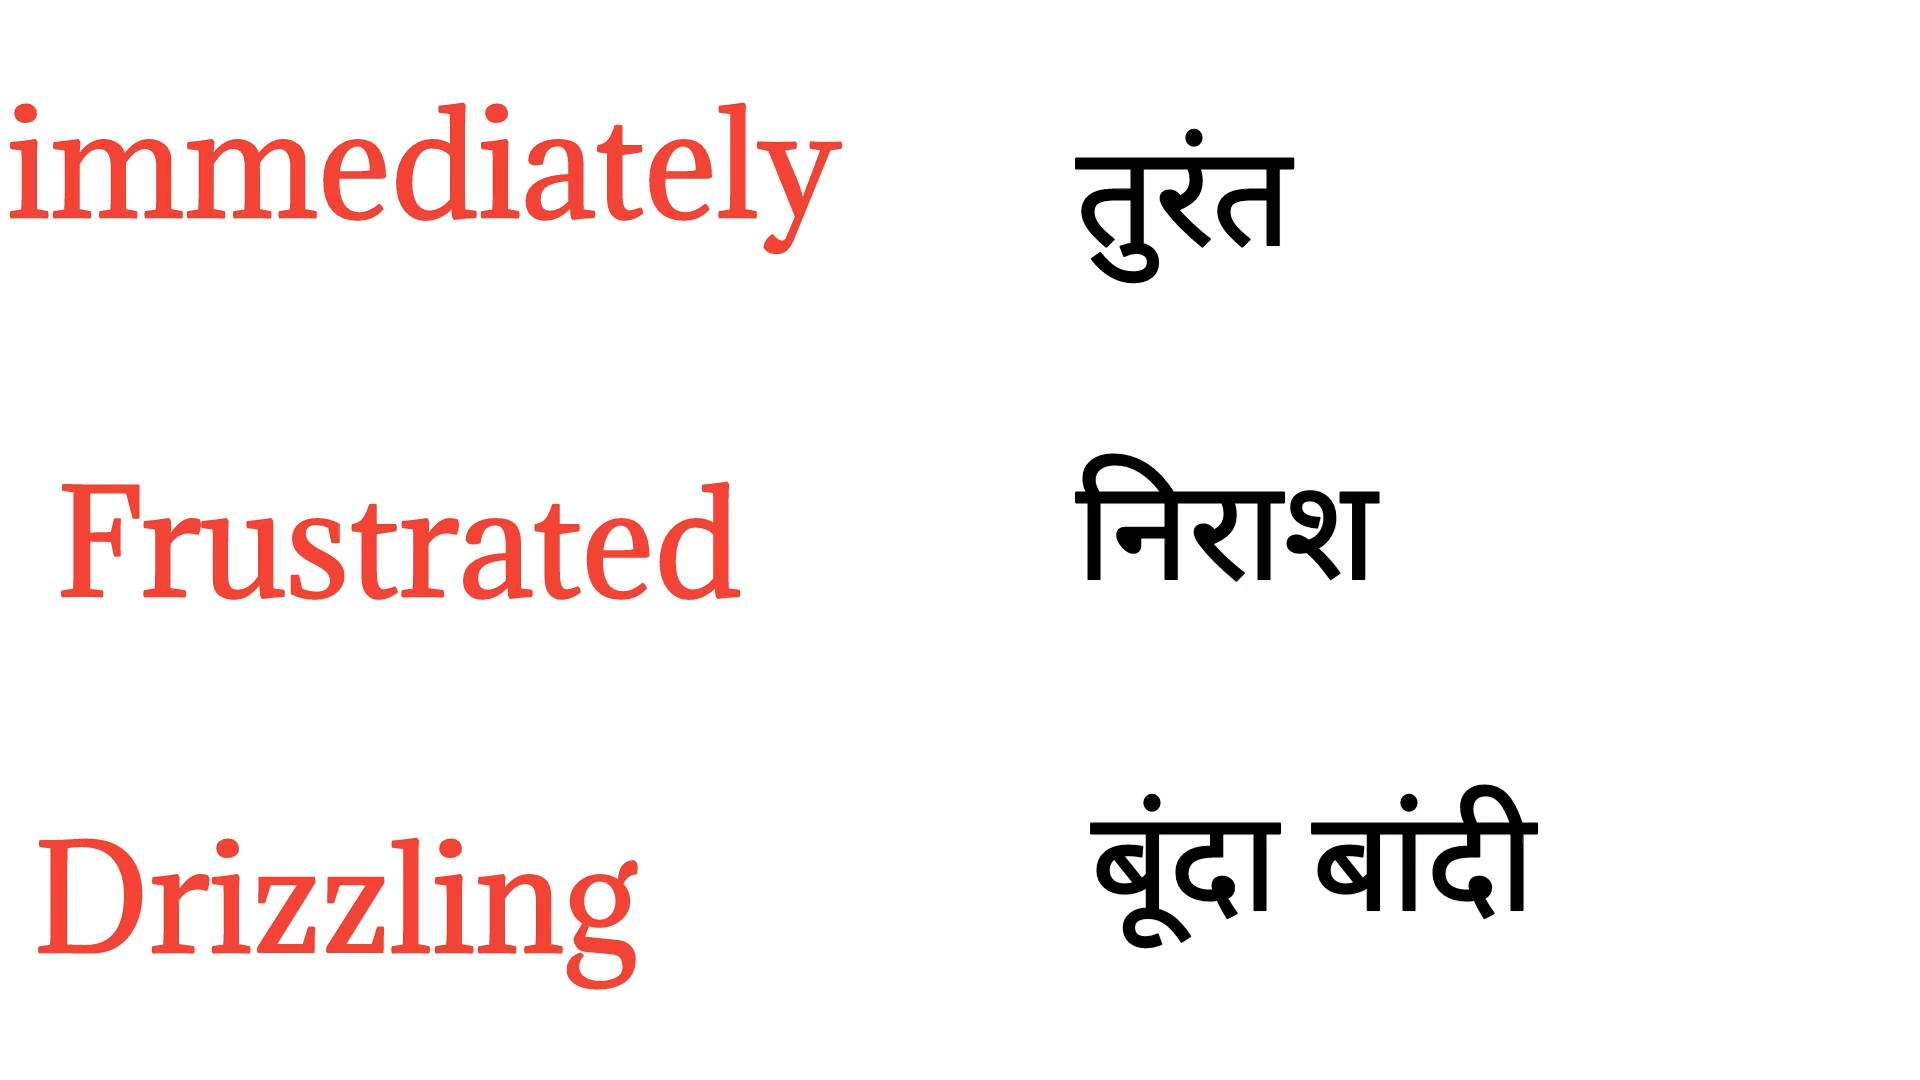 immediately तुरंत
Frustrated निराश
Drizzling बूंदा बांदी